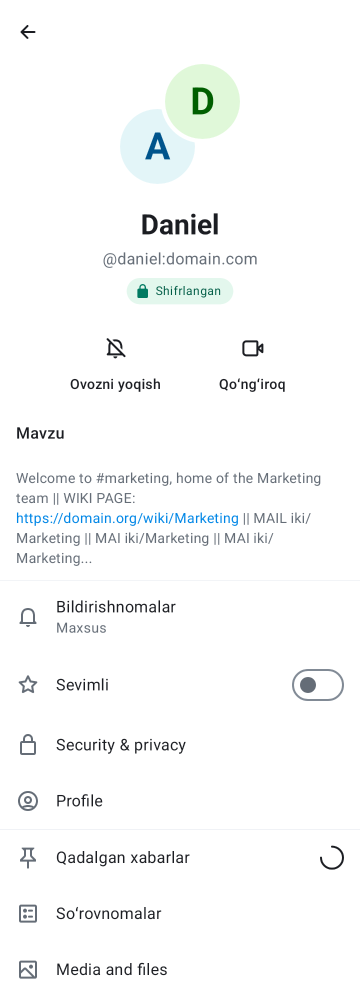 D
A
Daniel
@daniel:domain.com
Shifrlangan
Ovozni yoqish
Qoʻngʻiroq
Mavzu
Welcome to #marketing, home of the Marketing
team || WIKI PAGE:
https://domain.org/wiki/Marketing || MAIL iki/
Marketing || MAI iki/Marketing || MAI iki/
Marketing...
Bildirishnomalar
Maxsus
Sevimli
Security & privacy
Profile
Qadalgan xabarlar
Soʻrovnomalar
Media and files